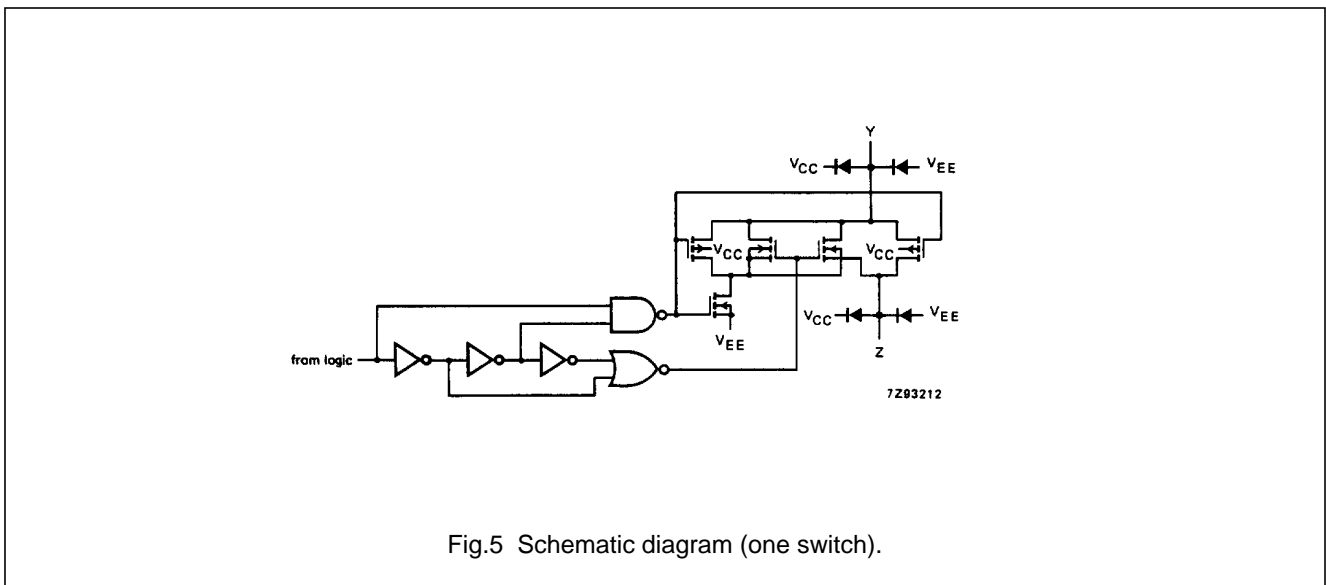 Y
VCC VEE
VCC VCC
VEE
VCC VEE
Z
from logic
7Z93212
Fig.5 Schematic diagram (one switch).